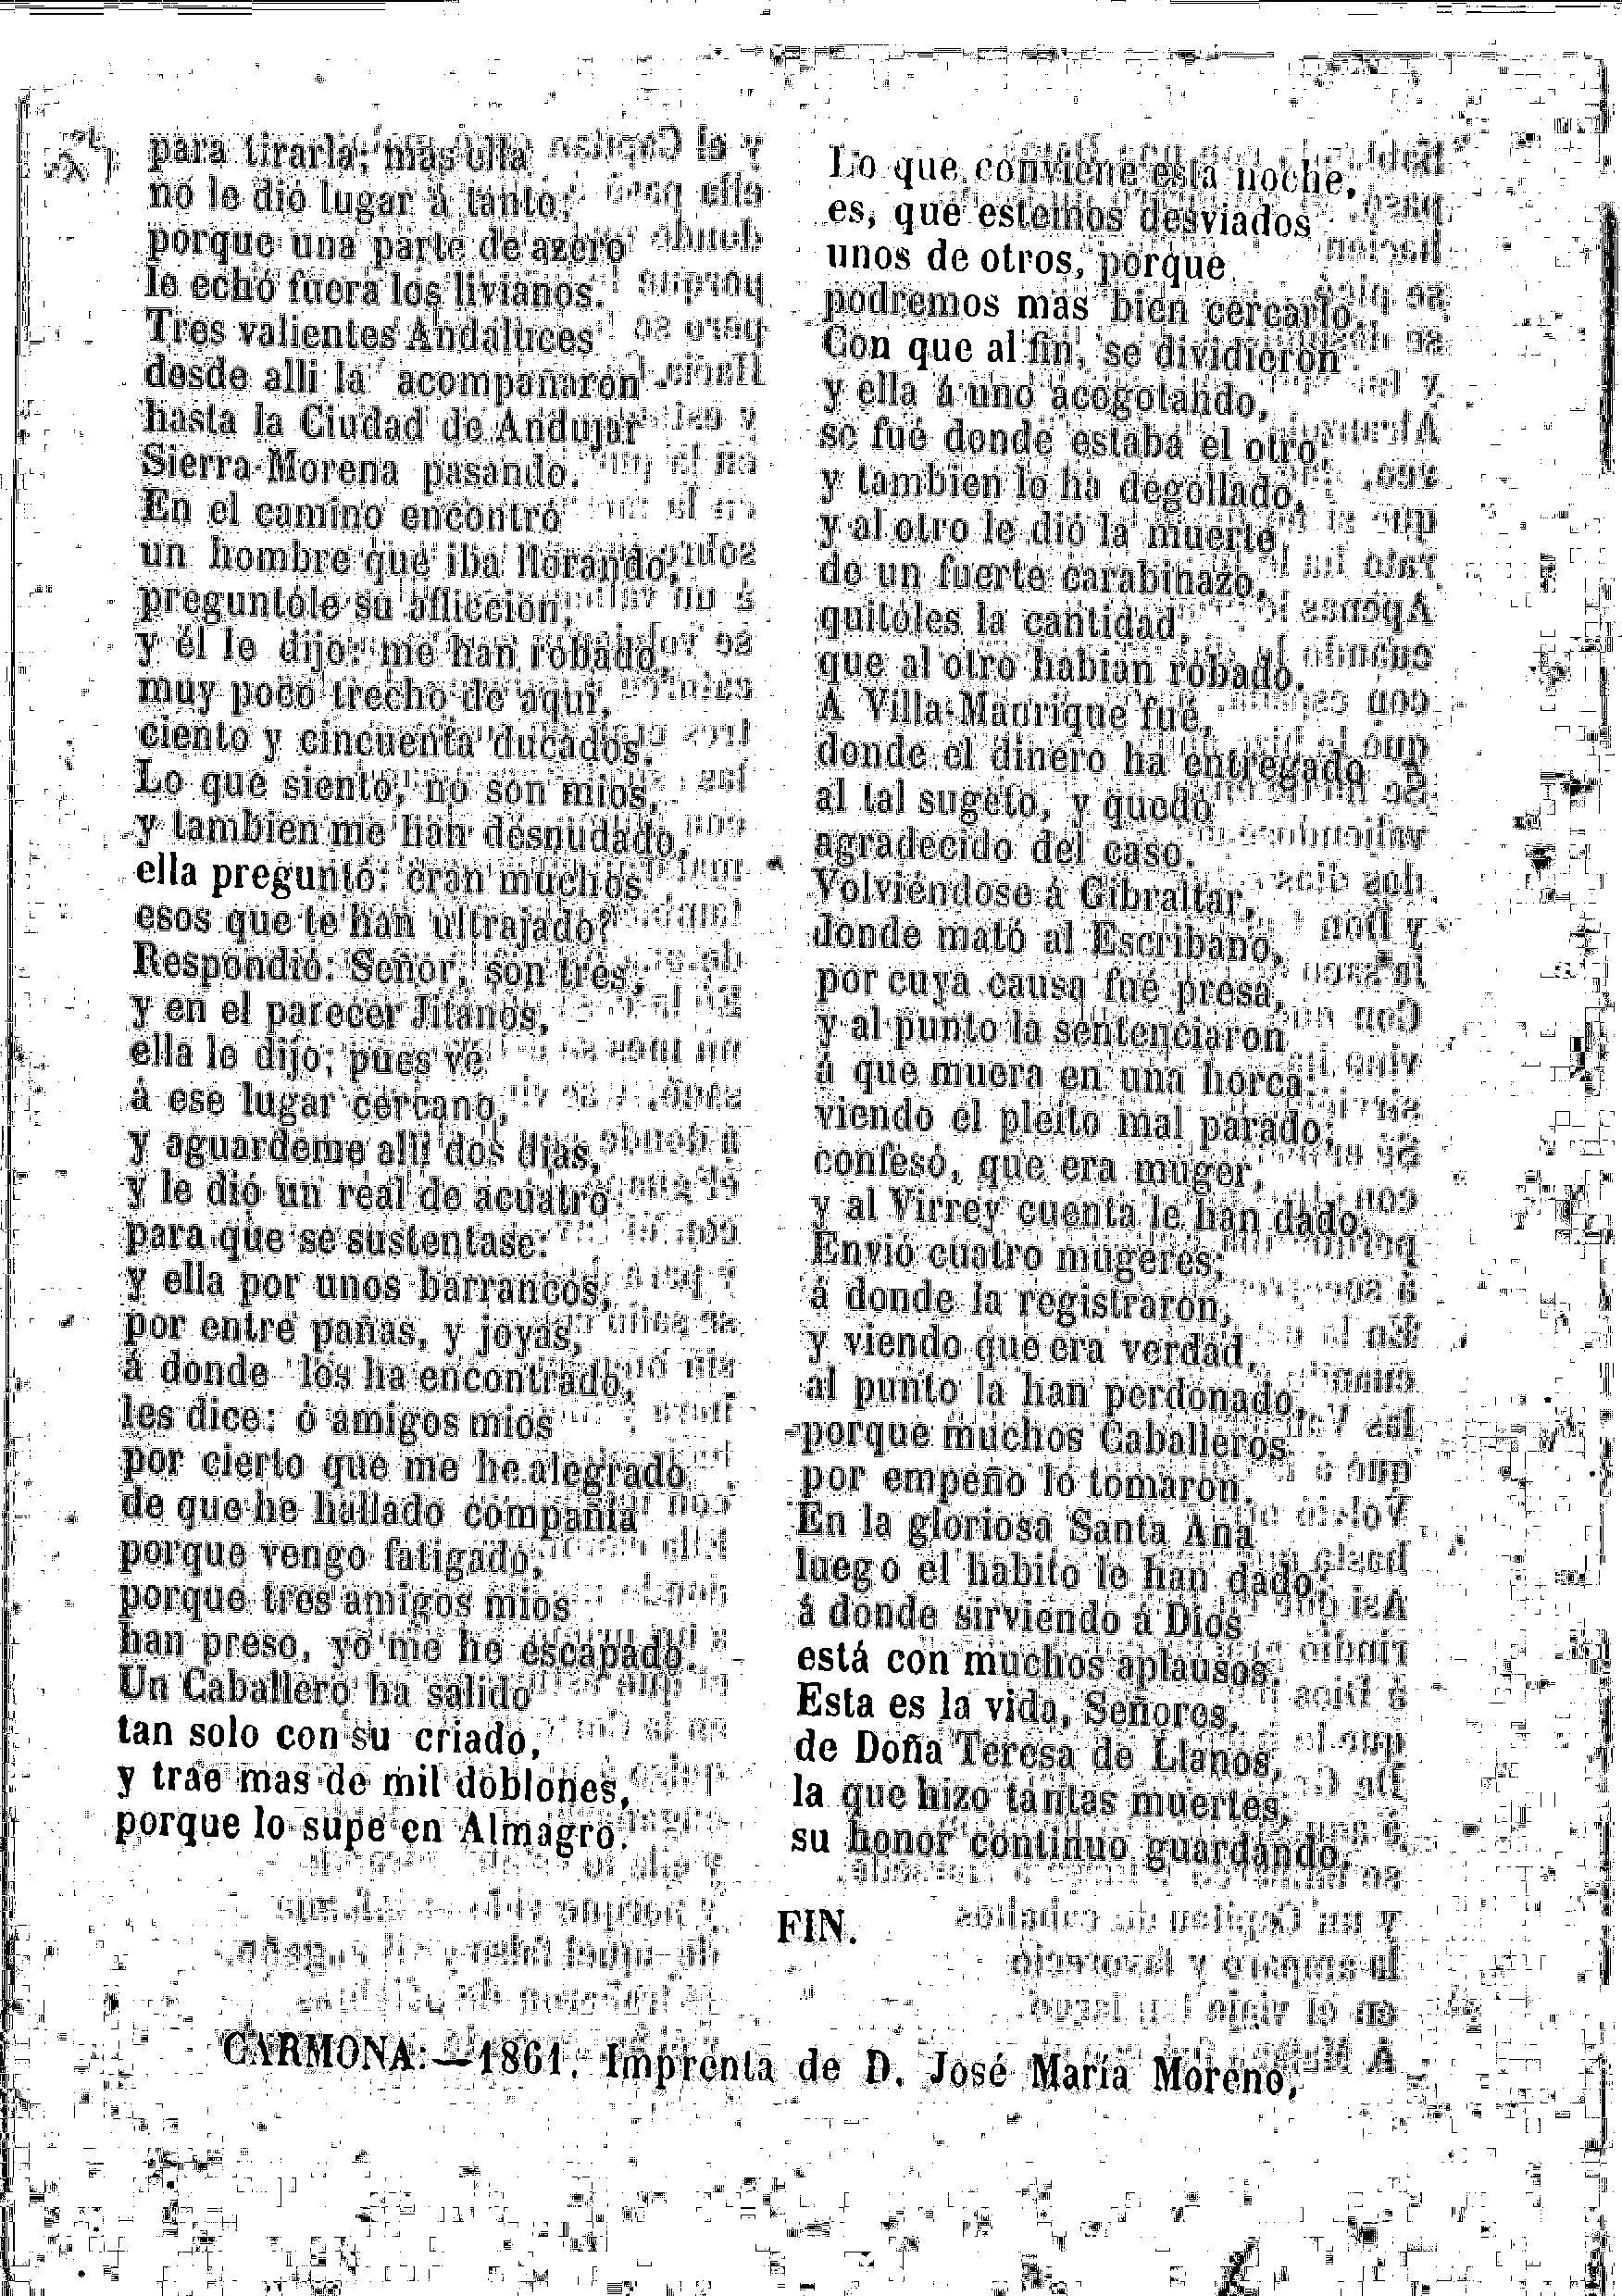 para tirarla; mas ella
no le dió lugar á tanto,
porque una parte de azero
le echó fuera los livianos.
Tres valientes Andaluces
desde alli la acompañaron
hasta la Ciudad de Andujar
Sierra-Morena pasando.
En el camino encontró
un hombre que iba llorando,
preguntóle su afliccion,
y él le dijo: me han robado,
muy poco trecho de aqui,
ciento y cincuenta ducados.
Lo que siento, no son mios,
y tambien me han desnudado,
ella preguntó: eran muchos
esos que te han ultrajado?
Respondió: Señor, son tres,
y en el parecer Jitanos,
ella le dijo; pues vé
á ese lugar cercano,
y aguardeme alli dos dias,
y le dió un real de acuatro
para que se sustentase:
y ella por unos barrancos,
por entre pañas, y joyas,
á donde los ha encontrado,
les dice: ó amigos mios
por cierto que me he alegrado
de que he hallado compañia
porque vengo fatigado,
porque tres amigos mios
han preso, yo me he escapado.
Un Caballero ha salido
tan solo con su criado,
y trae mas de mil doblones,
porque lo supe en Almagro.
Lo que conviene esta noche,
es, que estemos desviados
unos de otros, porque
podremos mas bien cercarlo.
Con que al fin, se dividieron
y ella á uno acogotando,
se fué donde estaba el otro
y tambien lo ha degollado,
y al otro le dió la muerte,
de un fuerte carabinazo,
quitóles la cantidad,
que al otro habian robado.
A Villa-Manrique fué,
donde el dinero ha entregado
al tal sugeto, y quedó
agradecido del caso.
Volviéndose á Gibraltar,
donde mató al Escribano,
por cuya causa fué presa,
y al punto la sentenciaron
á que muera en una horca:
viendo el pleito mal parado,
confesó, que era muger,
y al Virrey cuenta le han dado,
Envió cuatro mugeres;
á donde la registraron,
y viendo que era verdad,
al punto la han perdonado,
porque muchos Caballeros
por empeño lo tomaron.
En la gloriosa Santa Ana
luego el habito le han dado,
á donde sirviendo á Dios
está con muchos aplausos,
Esta es la vida, Señores,
de Doña Teresa de Llanos,
la que hizo tantas muertes,
su honor continuo guardando.
FIN.
CARMONA:—1861. Imprenta de D. José María Moreno,